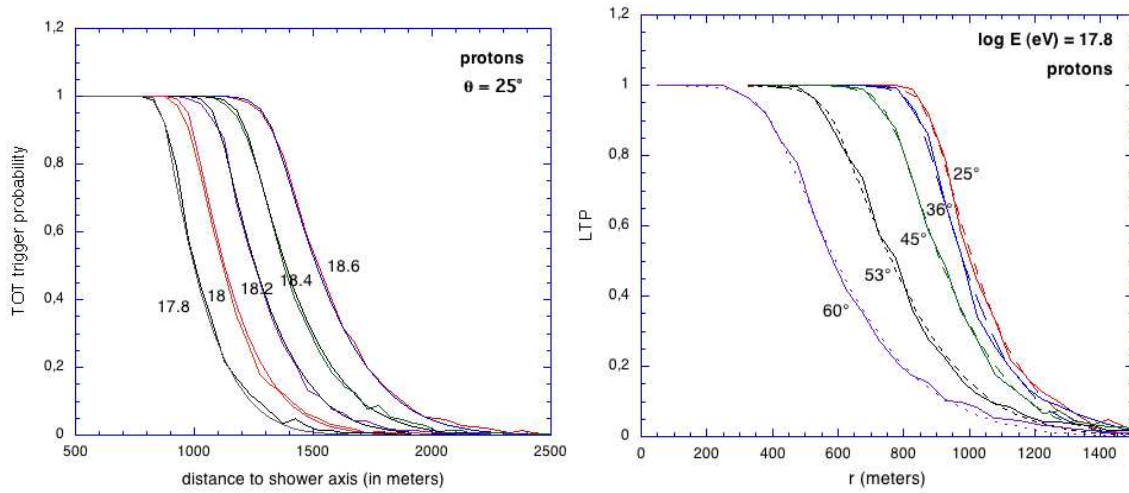 1,2
1
0,8
0,6
0,4
0,2
0
TOT trigger probability
protons
θ = 25°
17.8
18
18.2
18.4
18.6
500 1000 1500 2000 2500
distance to shower axis (in meters)
1,2
1
0,8
0,6
0,4
0,2
0
LTP
log E (eV) = 17.8
protons
25°
36°
45°
53°
60°
0 200 400 600 800 1000 1200 1400
r (meters)